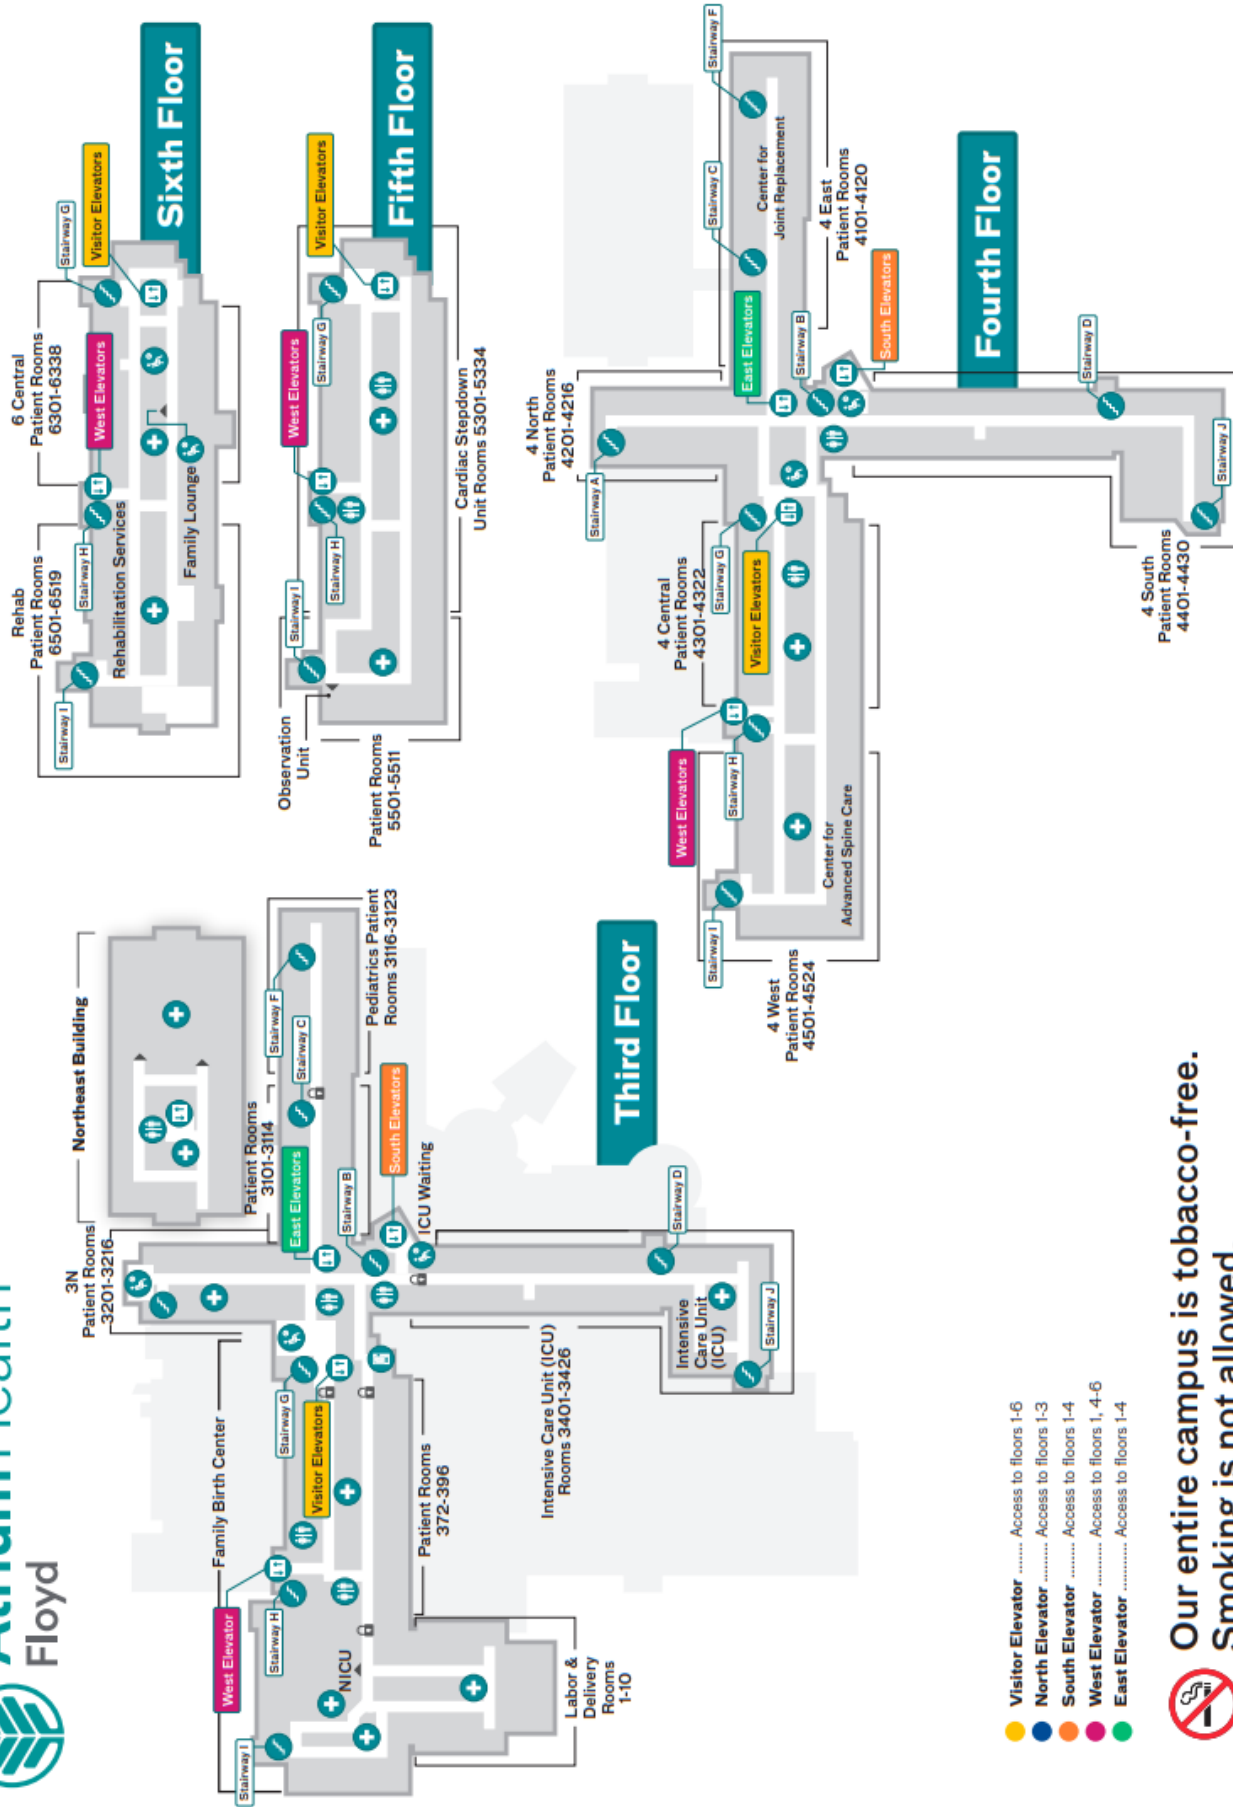 AtriumHealth
Floyd
Sixth Floor
6 Central
Patient Rooms
6301-6338
Rehab
Patient Rooms
6501-6519
Stairway G
Visitor Elevators
West Elevators
Stairway H
Stairway I
Rehabilitation Services
Family Lounge
Fifth Floor
Visitor Elevators
West Elevators
Stairway G
Stairway H
Stairway I
Observation
Unit
Patient Rooms
5501-5511
Cardiac Stepdown
Unit Rooms 5301-5334
Northeast Building
3N
Patient Rooms
3201-3216
Patient Rooms
3101-3114
Stairway F
Stairway C
Pediatrics Patient
Rooms 3116-3123
East Elevators
Stairway B
South Elevators
ICU Waiting
Third Floor
Family Birth Center
Stairway G
Visitor Elevators
West Elevator
Stairway H
Stairway I
NICU
Patient Rooms
372-396
Labor &
Delivery
Rooms
1-10
Intensive Care Unit (ICU)
Rooms 3401-3426
Intensive
Care Unit
(ICU)
Stairway D
Stairway J
Stairway F
Stairway C
Center for
Joint Replacement
4 East
Patient Rooms
4101-4120
East Elevators
Stairway B
South Elevators
Fourth Floor
4 North
Patient Rooms
4201-4216
Stairway A
4 Central
Patient Rooms
4301-4322
Stairway G
Visitor Elevators
West Elevators
Stairway H
Stairway I
Center for
Advanced Spine Care
4 West
Patient Rooms
4501-4524
Stairway D
Stairway J
4 South
Patient Rooms
4401-4430
Visitor Elevator ........ Access to floors 1-6
North Elevator ......... Access to floors 1-3
South Elevator ......... Access to floors 1-4
West Elevator .......... Access to floors 1, 4-6
East Elevator ............ Access to floors 1-4
Our entire campus is tobacco-free.
Smoking is not allowed.